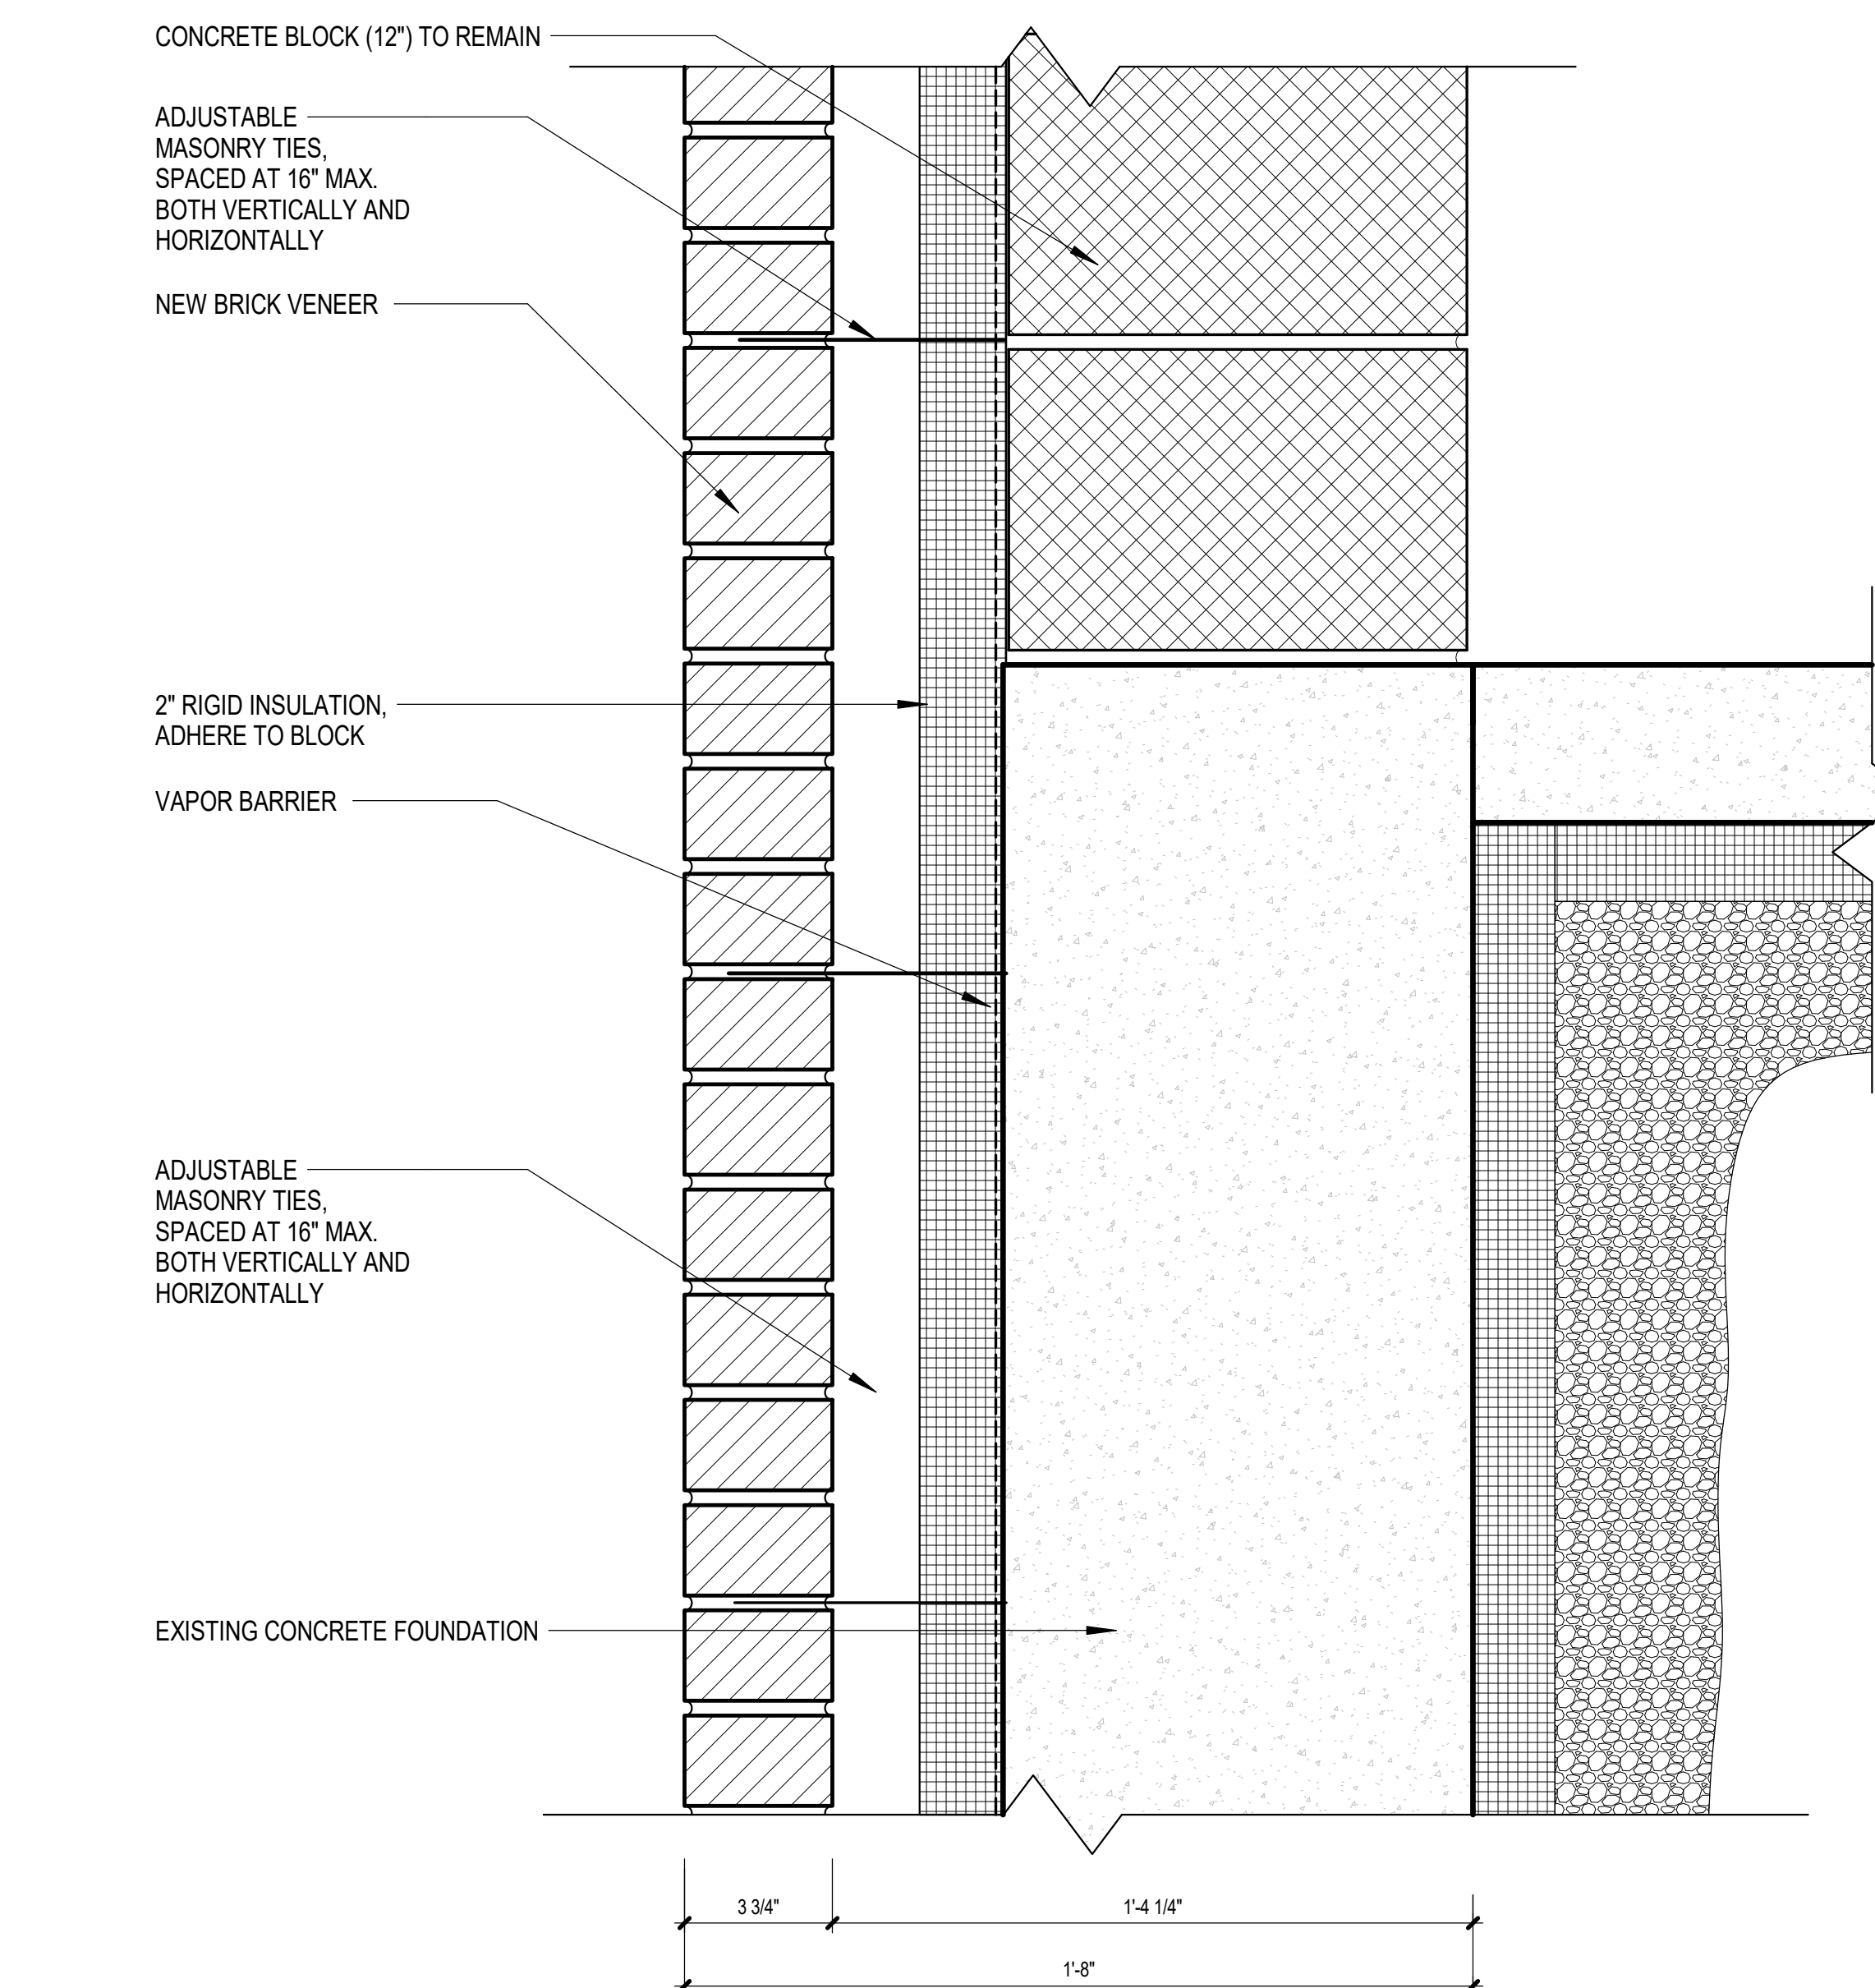 CONCRETE BLOCK (12") TO REMAIN
ADJUSTABLE
MASONRY TIES,
SPACED AT 16" MAX.
BOTH VERTICALLY AND
HORIZONTALLY
NEW BRICK VENEER
2" RIGID INSULATION,
ADHERE TO BLOCK
VAPOR BARRIER
ADJUSTABLE
MASONRY TIES,
SPACED AT 16" MAX.
BOTH VERTICALLY AND
HORIZONTALLY
EXISTING CONCRETE FOUNDATION
3 3/4"
1'-4 1/4"
1'-8"